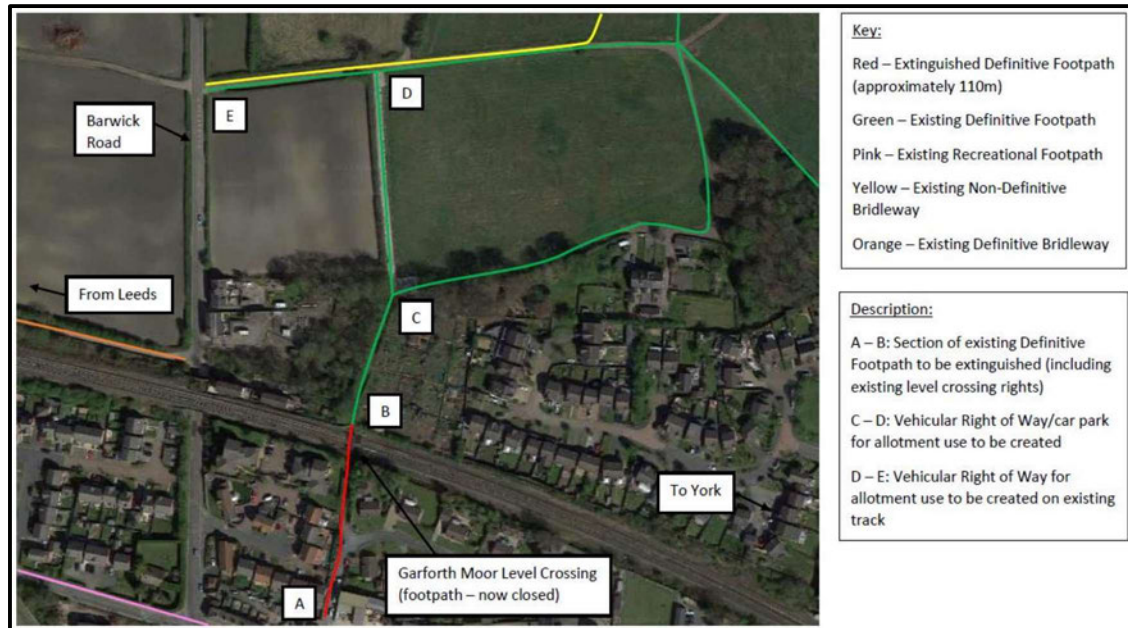 Barwick
Road
E
D
From Leeds
C
B
To York
Garforth Moor Level Crossing
(footpath – now closed)
A
Key:
Red – Extinguished Definitive Footpath
(approximately 110m)
Green – Existing Definitive Footpath
Pink – Existing Recreational Footpath
Yellow – Existing Non-Definitive
Bridleway
Orange – Existing Definitive Bridleway
Description:
A – B: Section of existing Definitive
Footpath to be extinguished (including
existing level crossing rights)
C – D: Vehicular Right of Way/car park
for allotment use to be created
D – E: Vehicular Right of Way for
allotment use to be created on existing
track